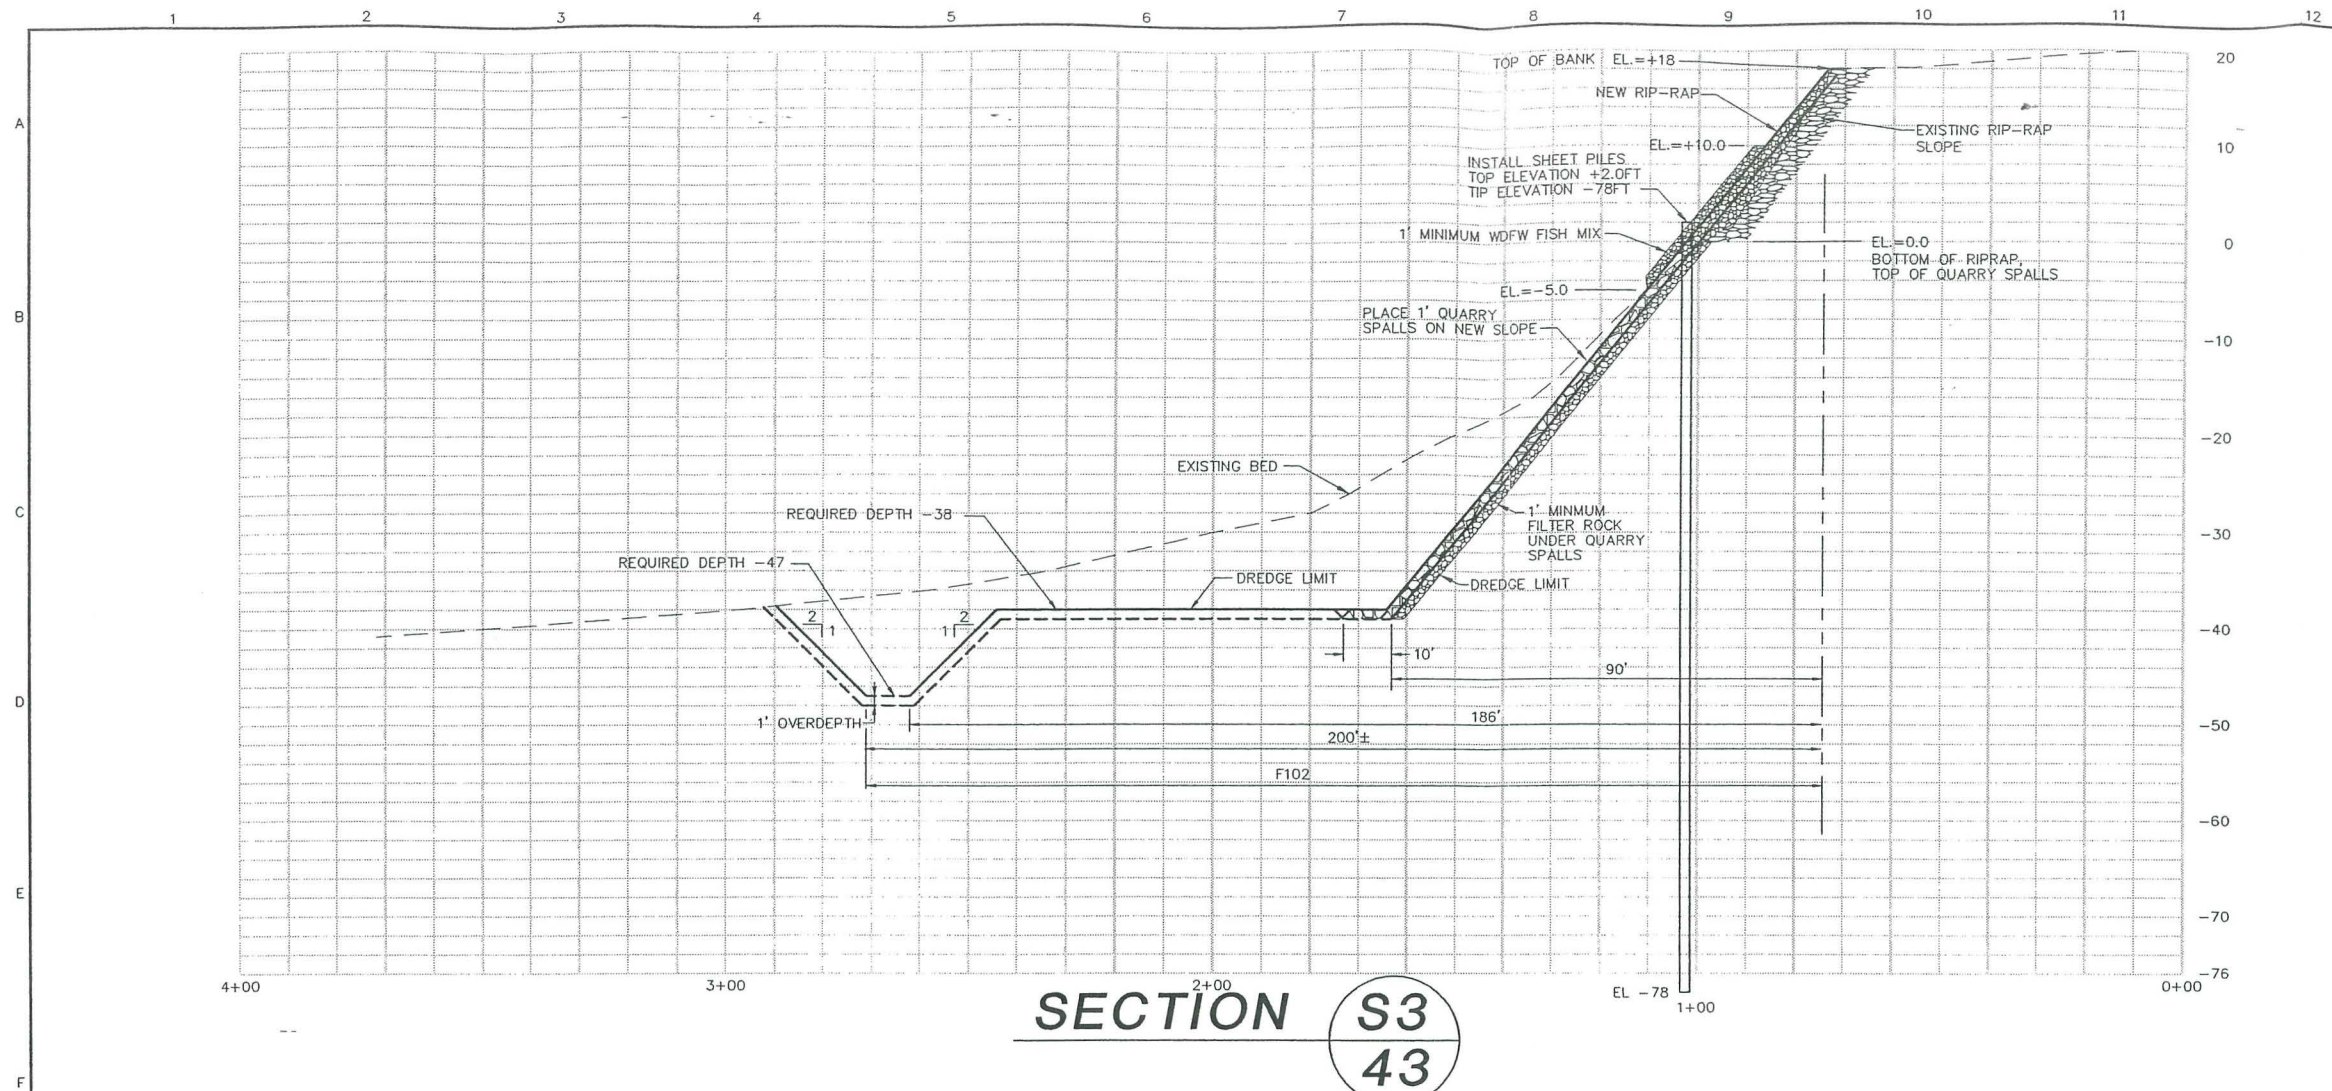 1 2 3 4 5 6 7 8 9 10 11 12
A
B
C
D
E
F
TOP OF BANK EL.=+18
NEW RIP-RAP
EXISTING RIP-RAP
SLOPE
EL.=+10.0
INSTALL SHEET PILES
TOP ELEVATION +2.0FT
TIP ELEVATION -78FT
1' MINIMUM WDFW FISH MIX
EL.=0.0
BOTTOM OF RIPRAP,
TOP OF QUARRY SPALLS
EL.=-5.0
PLACE 1' QUARRY
SPALLS ON NEW SLOPE
EXISTING BED
REQUIRED DEPTH -38
1' MINMUM
FILTER ROCK
UNDER QUARRY
SPALLS
REQUIRED DEPTH -47
DREDGE LIMIT
DREDGE LIMIT
2
1
2
1
10'
90'
1' OVERDEPTH
186'
200'±
F102
20
10
0
-10
-20
-30
-40
-50
-60
-70
-76
4+00 3+00 2+00 EL -78 0+00
1+00
SECTION S3
43